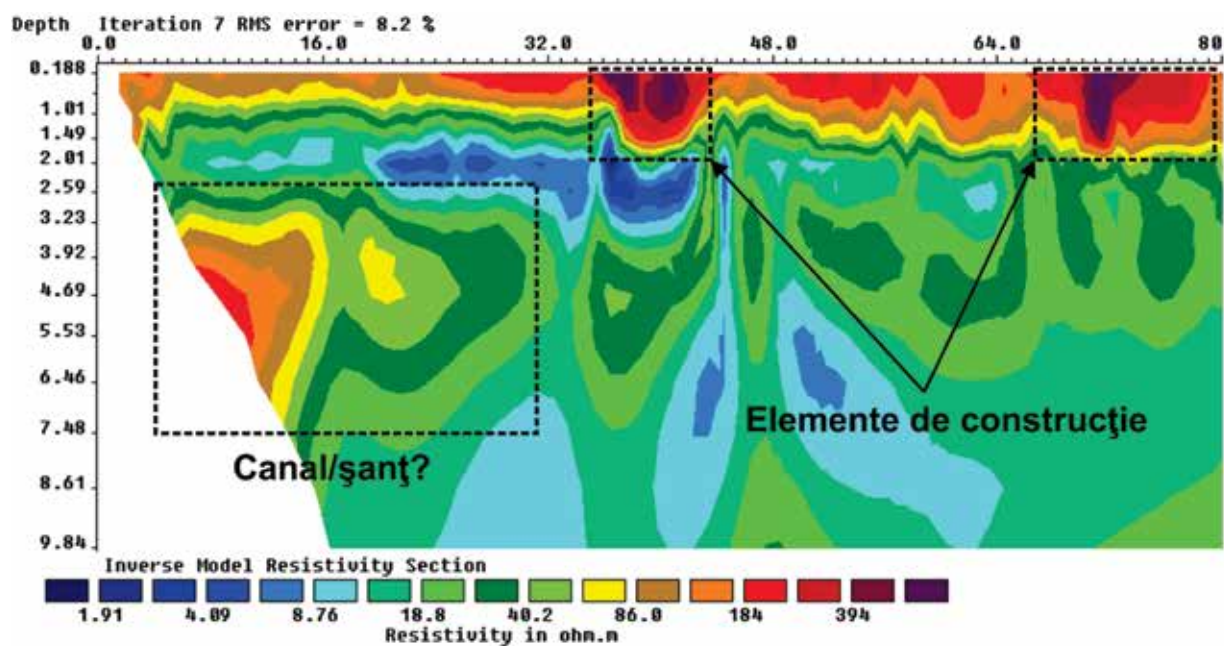 Depth Iteration 7 RMS error = 8.2 %
0.0 16.0 32.0 48.0 64.0 80
0.188
1.01
1.49
2.01
2.59
3.23
3.92
4.69
5.53
6.46
Elemente de construcţie
7.48
Canal/şanţ?
8.61
9.84
Inverse Model Resistivity Section
1.91 4.09 8.76 18.8 40.2 86.0 184 394
Resistivity in ohm.m